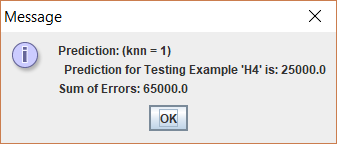 Message
Prediction: (knn = 1)
Prediction for Testing Example 'H4' is: 25000.0
Sum of Errors: 65000.0
OK